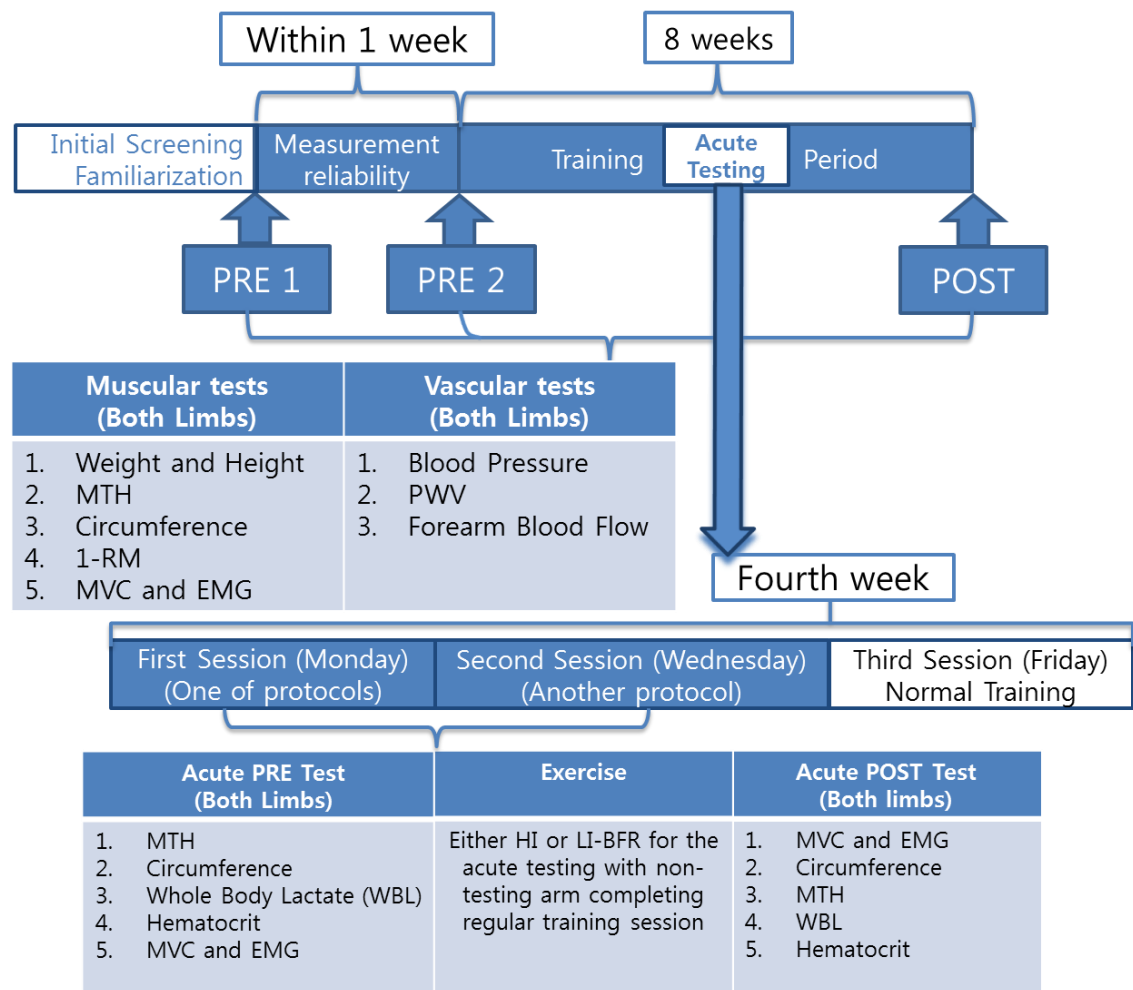 Within 1 week
8 weeks
Initial Screening
Familiarization
Measurement
reliability
Training
Acute
Testing
Period
PRE 1
PRE 2
POST
Muscular tests
(Both Limbs)
1. Weight and Height
2. MTH
3. Circumference
4. 1-RM
5. MVC and EMG
Vascular tests
(Both Limbs)
1. Blood Pressure
2. PWV
3. Forearm Blood Flow
Fourth week
First Session (Monday)
(One of protocols)
Second Session (Wednesday)
(Another protocol)
Third Session (Friday)
Normal Training
Acute PRE Test
(Both Limbs)
1. MTH
2. Circumference
3. Whole Body Lactate (WBL)
4. Hematocrit
5. MVC and EMG
Exercise
Either HI or LI-BFR for the
acute testing with non-
testing arm completing
regular training session
Acute POST Test
(Both limbs)
1. MVC and EMG
2. Circumference
3. MTH
4. WBL
5. Hematocrit